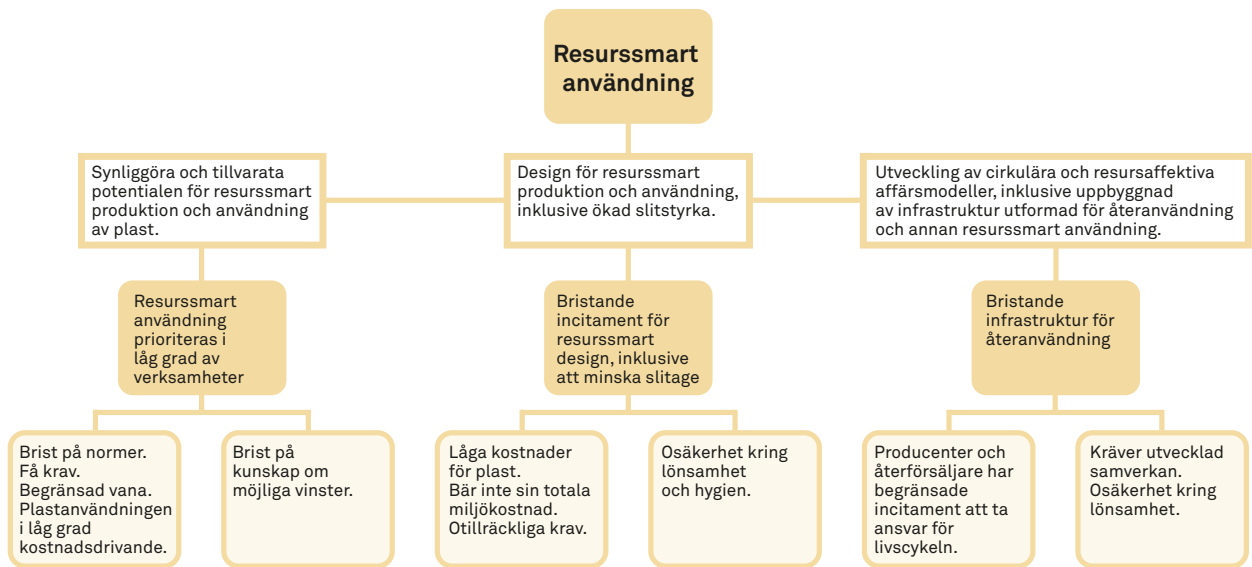 Resurssmart
användning
Synliggöra och tillvarata
potentialen för resurssmart
produktion och användning
av plast.
Design för resurssmart
produktion och användning,
inklusive ökad slitstyrka.
Utveckling av cirkulära och resursaffektiva
affärsmodeller, inklusive uppbyggnad
av infrastruktur utformad för återanvändning
och annan resurssmart användning.
Resurssmart
användning
prioriteras i
låg grad av
verksamheter
Bristande
incitament för
resurssmart
design, inklusive
att minska slitage
Bristande
infrastruktur för
återanvändning
Brist på normer.
Få krav.
Begränsad vana.
Plastanvändningen
i låg grad
kostnadsdrivande.
Brist på
kunskap om
möjliga vinster.
Låga kostnader
för plast.
Bär inte sin totala
miljökostnad.
Otillräckliga krav.
Osäkerhet kring
lönsamhet
och hygien.
Producenter och
återförsäljare har
begränsade
incitament att ta
ansvar för
livscykeln.
Kräver utvecklad
samverkan.
Osäkerhet kring
lönsamhet.